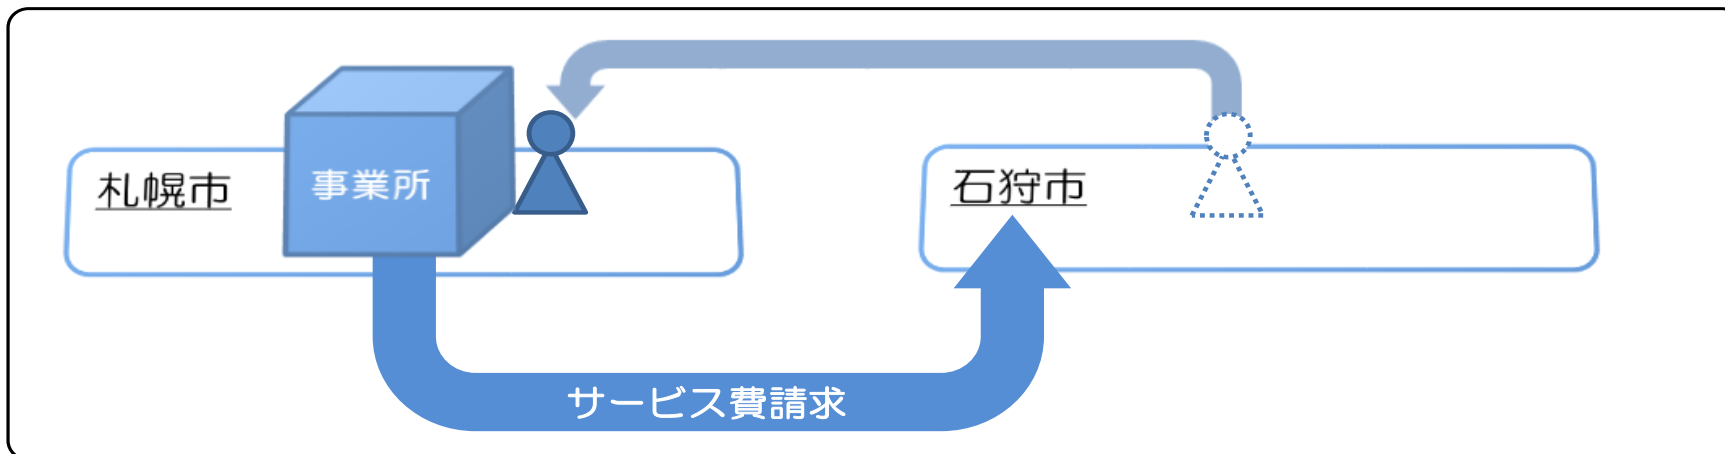 札幌市
事業所
石狩市
サービス費請求